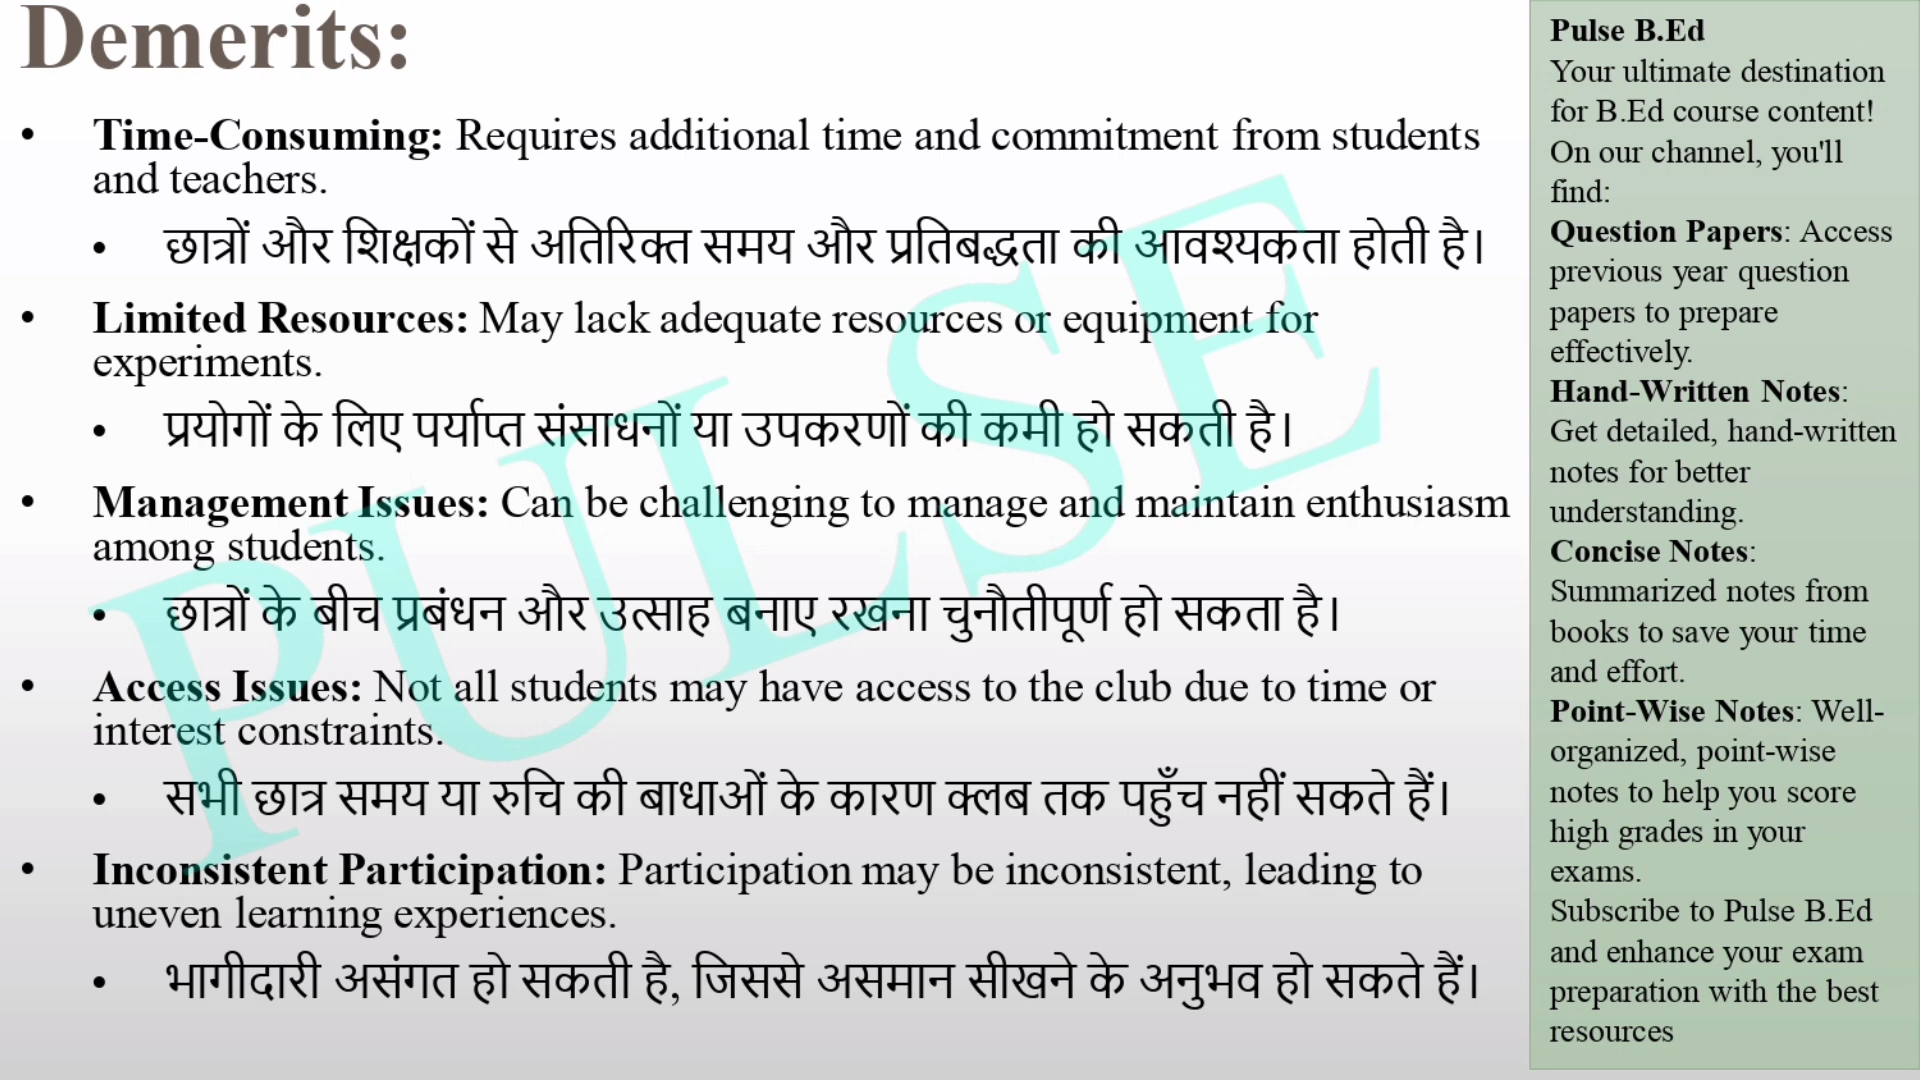 Demerits:
• Time-Consuming: Requires additional time and commitment from students
and teachers.
• छात्रों और शिक्षकों से अतिरिक्त समय और प्रतिबद्धता की आवश्यकता होती है।
• Limited Resources: May lack adequate resources or equipment for
experiments.
• प्रयोगों के लिए पर्याप्त संसाधनों या उपकरणों की कमी हो सकती है।
• Management Issues: Can be challenging to manage and maintain enthusiasm
among students.
• छात्रों के बीच प्रबंधन और उत्साह बनाए रखना चुनौतीपूर्ण हो सकता है।
• Access Issues: Not all students may have access to the club due to time or
interest constraints.
• सभी छात्र समय या रुचि की बाधाओं के कारण क्लब तक पहुँच नहीं सकते हैं।
• Inconsistent Participation: Participation may be inconsistent, leading to
uneven learning experiences.
• भागीदारी असंगत हो सकती है, जिससे असमान सीखने के अनुभव हो सकते हैं।
PULSE
Pulse B.Ed
Your ultimate destination
for B.Ed course content!
On our channel, you'll
find:
Question Papers: Access
previous year question
papers to prepare
effectively.
Hand-Written Notes:
Get detailed, hand-written
notes for better
understanding.
Concise Notes:
Summarized notes from
books to save your time
and effort.
Point-Wise Notes: Well-
organized, point-wise
notes to help you score
high grades in your
exams.
Subscribe to Pulse B.Ed
and enhance your exam
preparation with the best
resources